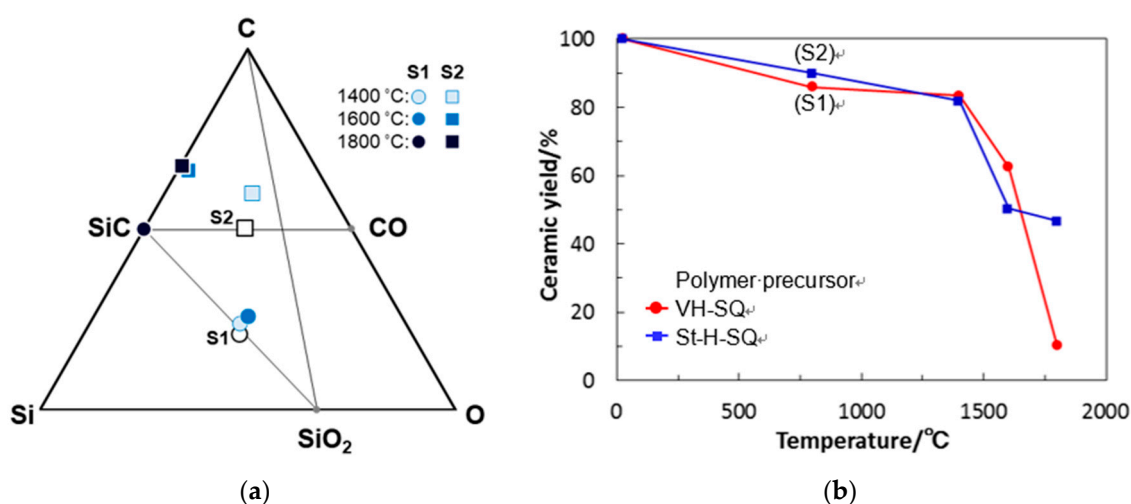 C
S1 S2
1400 °C:
1600 °C:
1800 °C:
SiC
S2
CO
S1
Si
SiO₂
O
(a)
Ceramic yield/%
100
80
60
40
20
0
(S2)↵
(S1)↵
Polymer·precursor↵
VH-SQ↵
St-H-SQ↵
0
500
1000
1500
2000
Temperature/°C
(b)